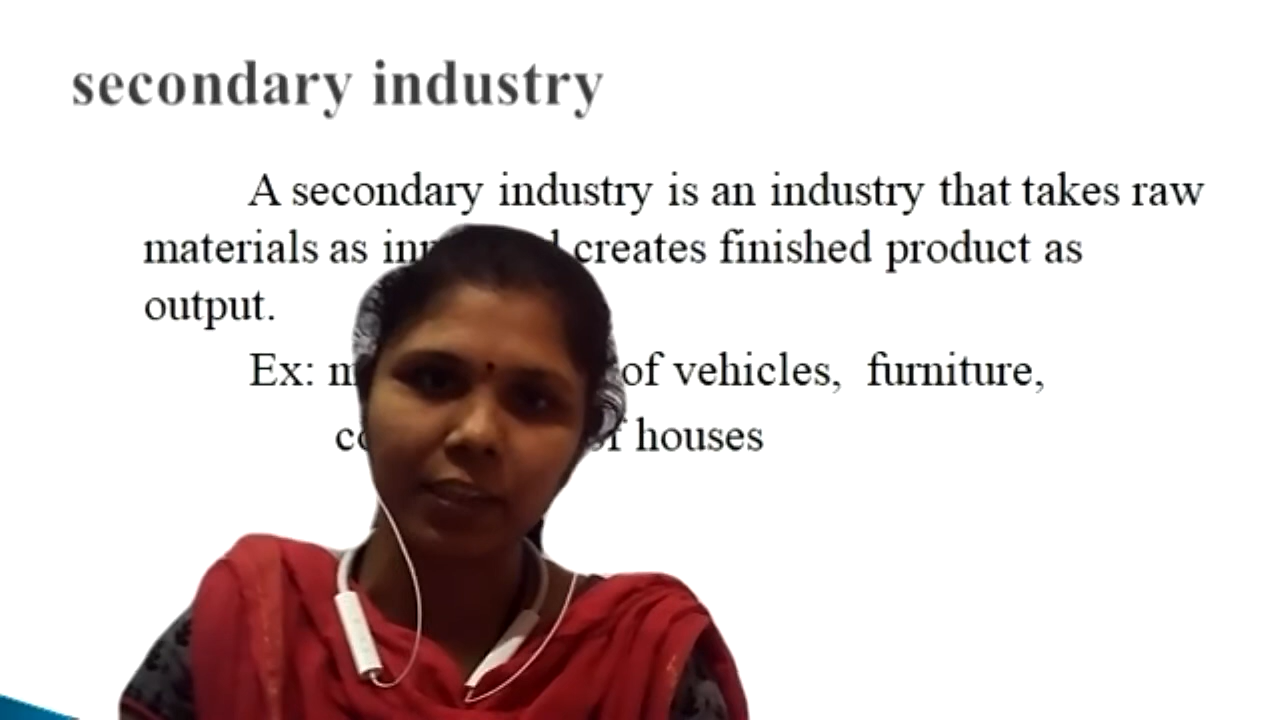 secondary industry
A secondary industry is an industry that takes raw
materials as creates finished product as
output.
Ex: of vehicles, furniture,
of houses